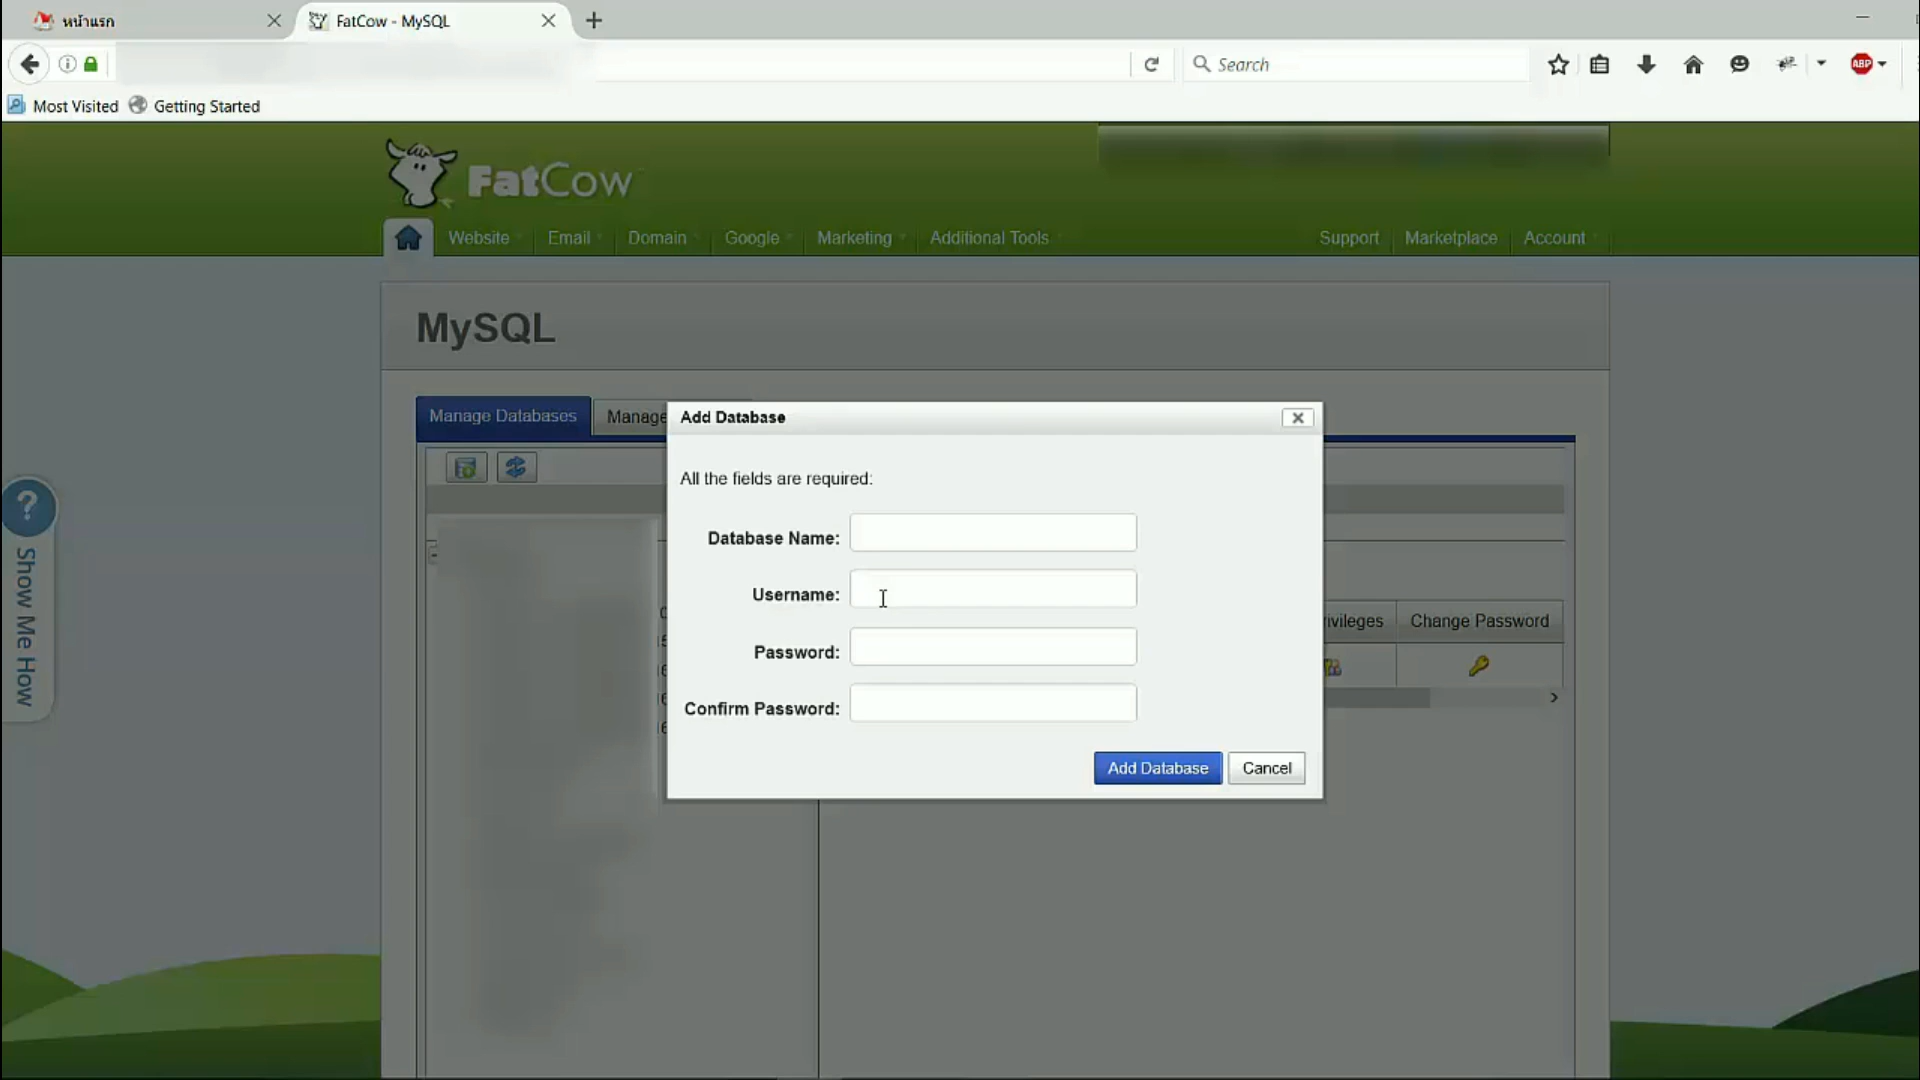 หน้าแรก
FatCow - MySQL
Search
ABP
Most Visited
Getting Started
FatCow
Website
Email
Domain
Google
Marketing
Additional Tools
Support
Marketplace
Account
MySQL
Manage Databases
Manage
Add Database
All the fields are required:
Database Name:
Username:
Password:
Confirm Password:
Add Database
Cancel
ivileges
Change Password
?
Show Me How